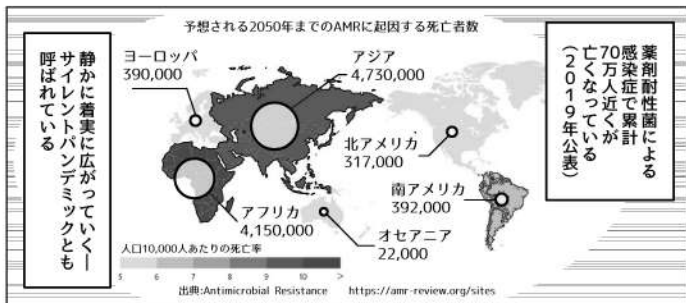 予想される2050年までのAMRに起因する死亡者数
薬剤耐性菌による
感染症で累計
70万人近くが
亡くなっている
(2019年公表)
ヨーロッパ
390,000
アジア
4,730,000
北アメリカ
317,000
南アメリカ
392,000
アフリカ
4,150,000
オセアニア
22,000
静かに着実に広がっていく―
サイレントパンデミックとも
呼ばれている
人口10,000人あたりの死亡率
5 6 7 8 9 10 >
出典:Antimicrobial Resistance https://amr-review.org/sites